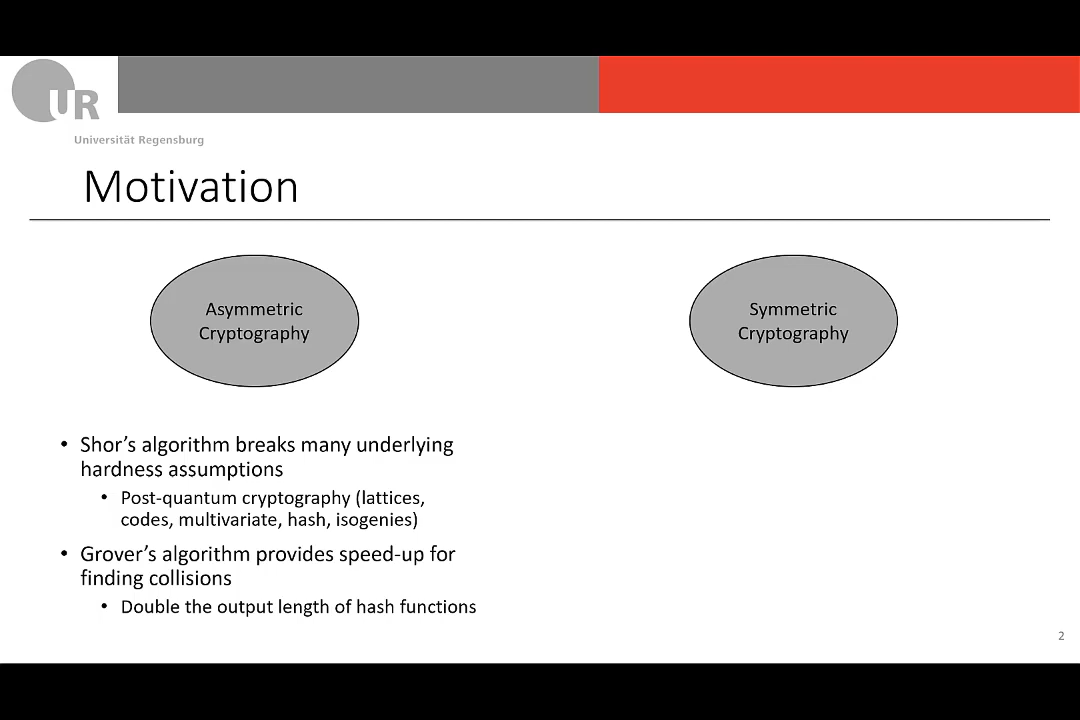 UR
Universität Regensburg
Motivation
Asymmetric
Cryptography
Symmetric
Cryptography
• Shor’s algorithm breaks many underlying
hardness assumptions
• Post-quantum cryptography (lattices,
codes, multivariate, hash, isogenies)
• Grover’s algorithm provides speed-up for
finding collisions
• Double the output length of hash functions
2